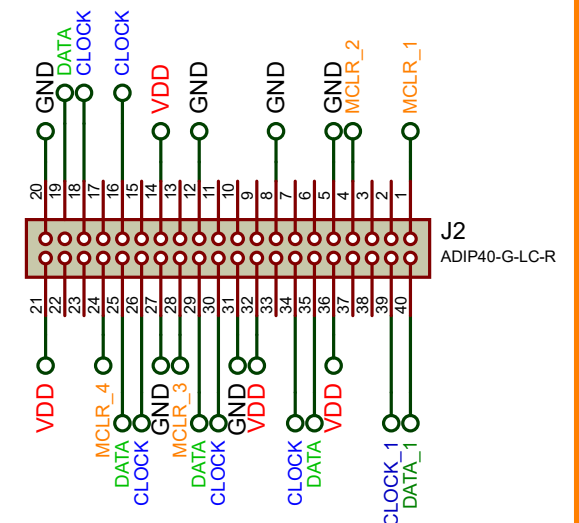 GND
DATA
CLOCK
CLOCK
VDD
GND
GND
GND
MCLR_2
MCLR_1
20 19 18 17 16 15 14 13 12 11 10 9 8 7 6 5 4 3 2 1
J2
ADIP40-G-LC-R
21 22 23 24 25 26 27 28 29 30 31 32 33 34 35 36 37 38 39 40
VDD
MCLR_4
DATA
CLOCK
GND
MCLR_3
DATA
CLOCK
GND
VDD
CLOCK
DATA
VDD
CLOCK_1
DATA_1